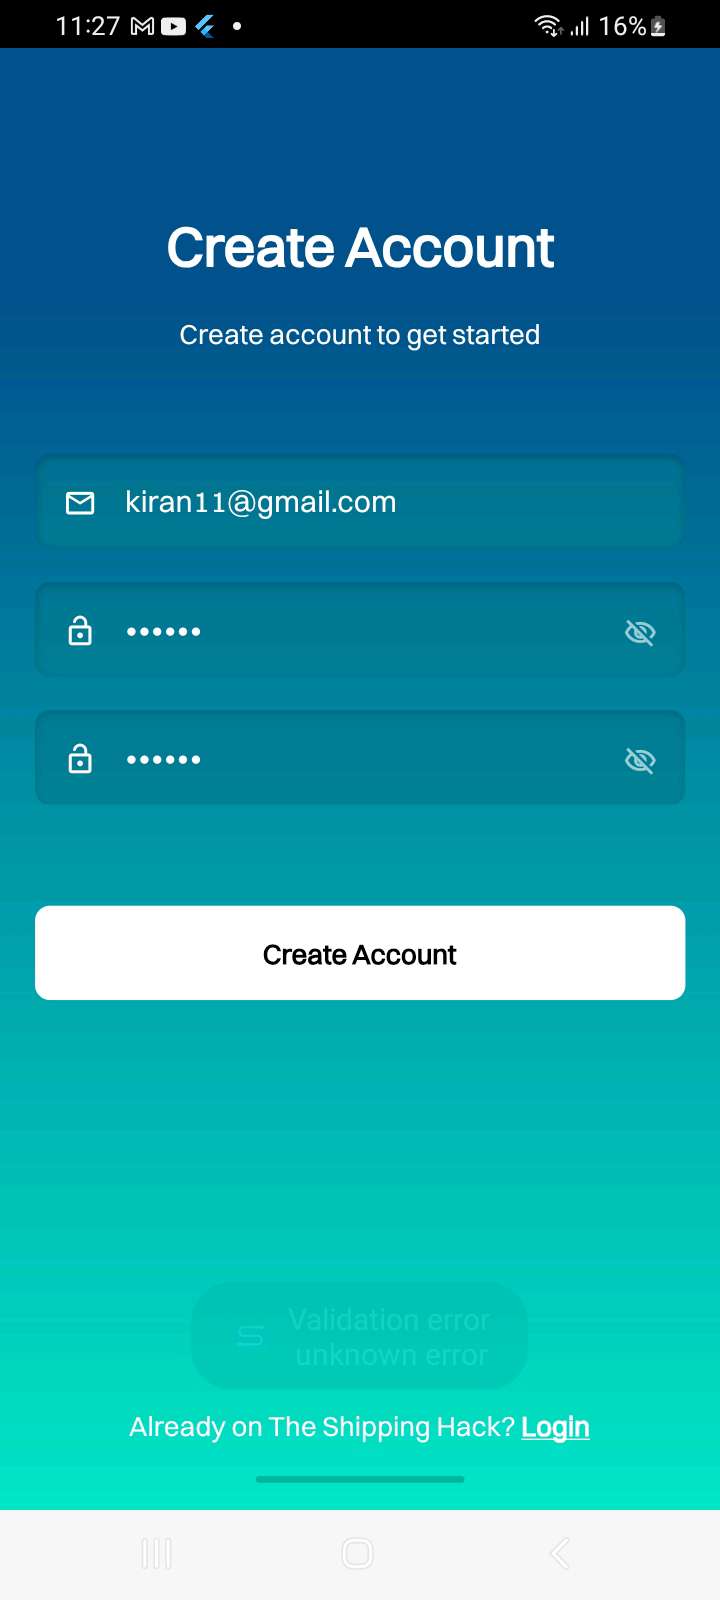 11:27
16%
Create Account
Create account to get started
kiran11@gmail.com
••••••
••••••
Create Account
Validation error
unknown error
Already on The Shipping Hack? Login